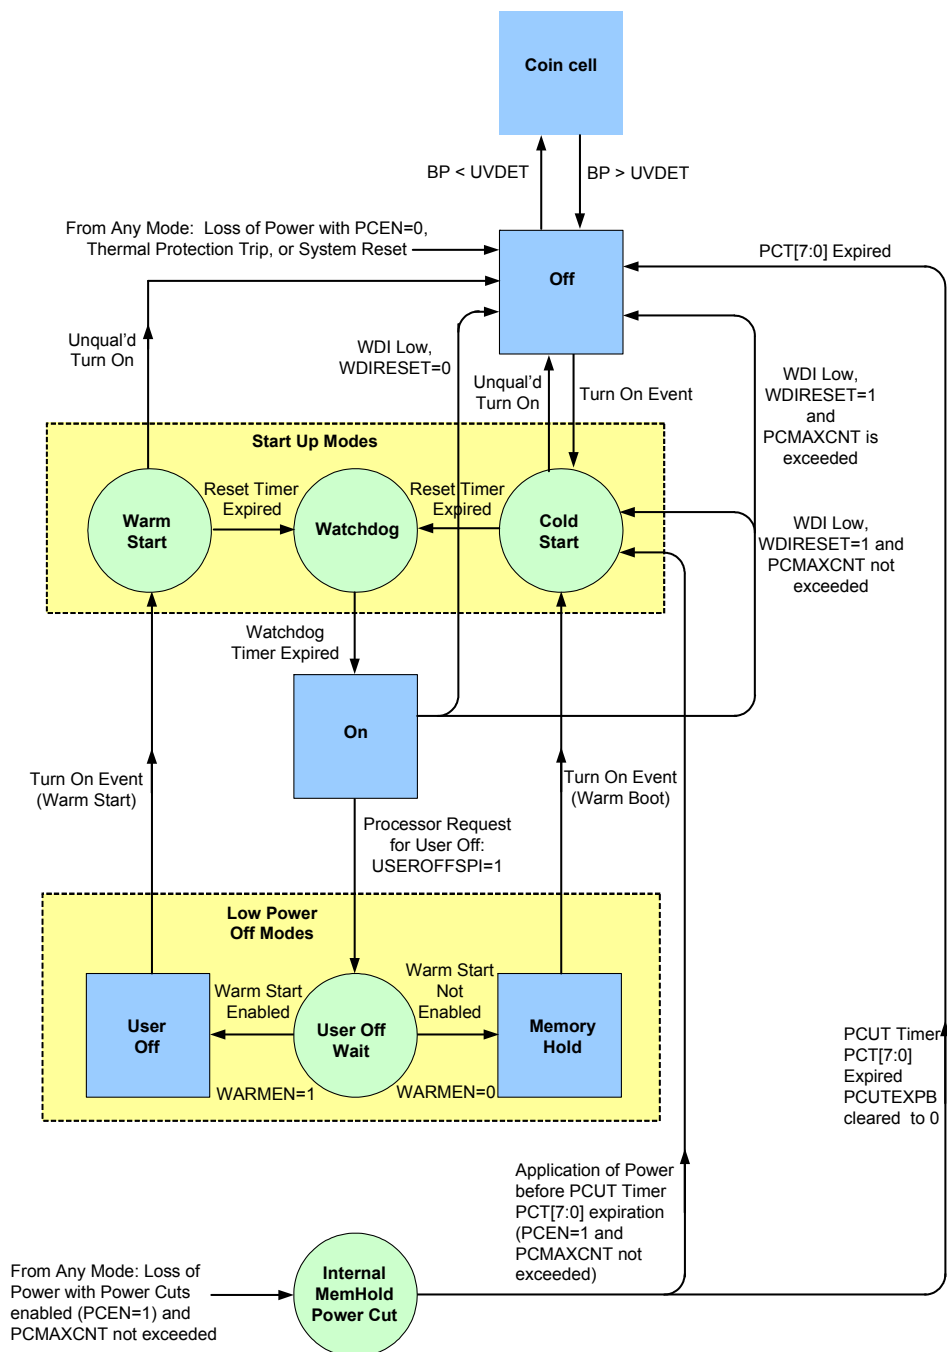 Coin cell
BP < UVDET
BP > UVDET
From Any Mode:  Loss of Power with PCEN=0,
Thermal Protection Trip, or System Reset
Off
PCT[7:0] Expired
Unqual’d
Turn On
WDI Low,
WDIRESET=0
Unqual’d
Turn On
Turn On Event
WDI Low,
WDIRESET=1
and
PCMAXCNT is
exceeded
Start Up Modes
Warm
Start
Reset Timer
Expired
Watchdog
Reset Timer
Expired
Cold
Start
WDI Low,
WDIRESET=1 and
PCMAXCNT not
exceeded
Watchdog
Timer Expired
On
Turn On Event
(Warm Start)
Turn On Event
(Warm Boot)
Processor Request
for User Off:
USEROFFSPI=1
Low Power
Off Modes
User
Off
Warm Start
Enabled
User Off
Wait
Warm Start
Not
Enabled
Memory
Hold
WARMEN=1
WARMEN=0
PCUT Timer
PCT[7:0]
Expired
PCUTEXPB
cleared  to 0
Application of Power
before PCUT Timer
PCT[7:0] expiration
(PCEN=1 and
PCMAXCNT not
exceeded)
From Any Mode: Loss of
Power with Power Cuts
enabled (PCEN=1) and
PCMAXCNT not exceeded
Internal
MemHold
Power Cut